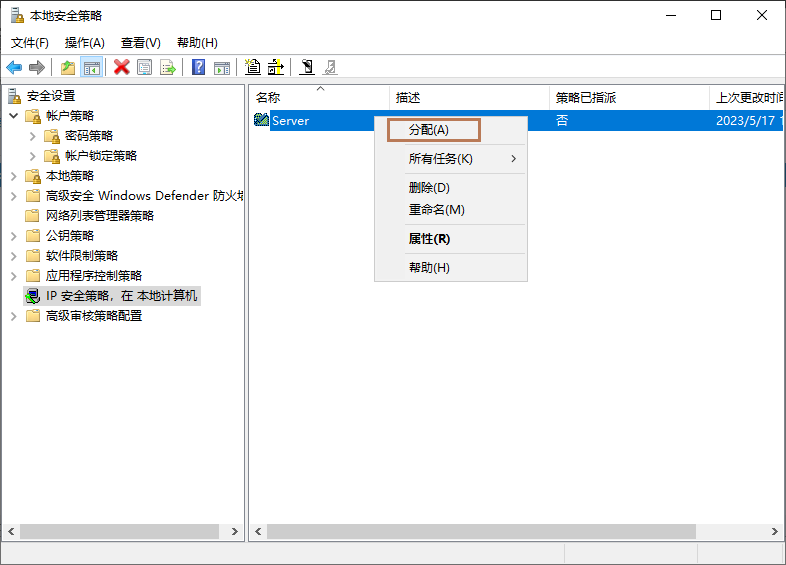 本地安全策略
文件(F) 操作(A) 查看(V) 帮助(H)
安全设置
帐户策略
密码策略
帐户锁定策略
本地策略
高级安全 Windows Defender 防火
网络列表管理器策略
公钥策略
软件限制策略
应用程序控制策略
IP 安全策略，在 本地计算机
高级审核策略配置
名称 描述 策略已指派 上次更改时间
Server 否 2023/5/17 1
分配(A)
所有任务(K)
删除(D)
重命名(M)
属性(R)
帮助(H)